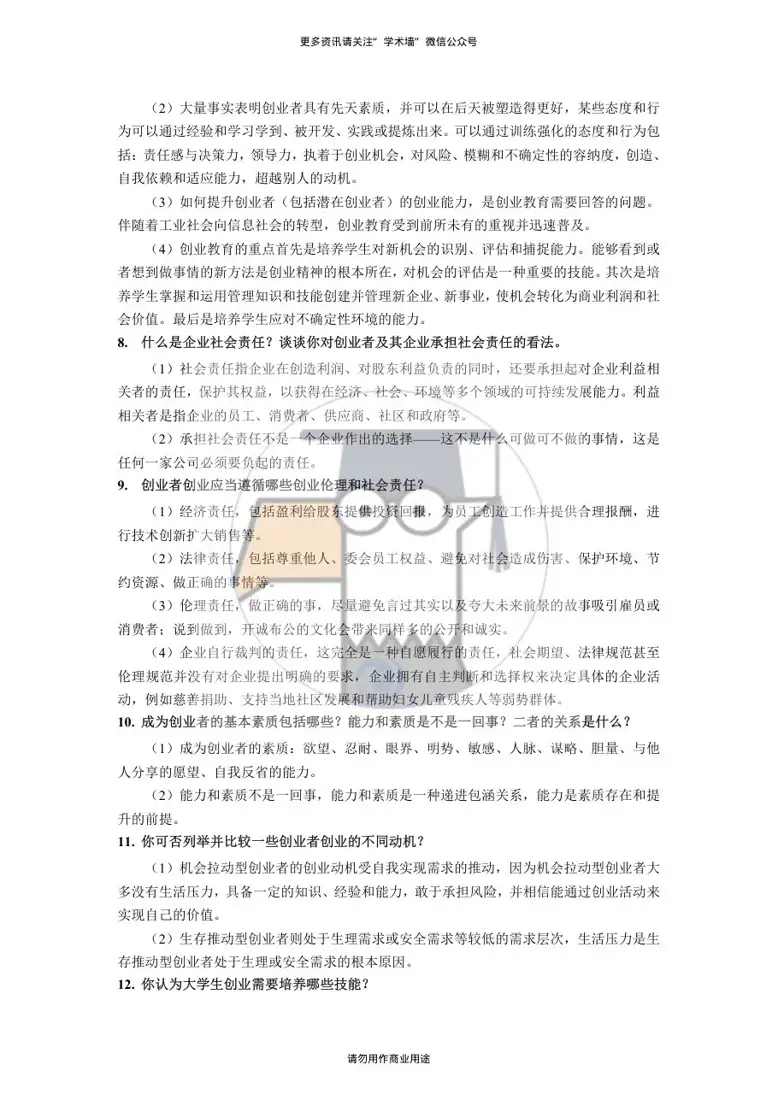 更多资讯请关注“学术墙”微信公众号
（2）大量事实表明创业者具有先天素质，并可以在后天被塑造得更好，某些态度和行
为可以通过经验和学习学到、被开发、实践或提炼出来。可以通过训练强化的态度和行为包
括：责任感与决策力，领导力，执着于创业机会，对风险、模糊和不确定性的容纳度，创造、
自我依赖和适应能力，超越别人的动机。
（3）如何提升创业者（包括潜在创业者）的创业能力，是创业教育需要回答的问题。
伴随着工业社会向信息社会的转型，创业教育受到前所未有的重视并迅速普及。
（4）创业教育的重点首先是培养学生对新机会的识别、评估和捕捉能力。能够看到或
者想到做事情的新方法是创业精神的根本所在，对机会的评估是一种重要的技能。其次是培
养学生掌握和运用管理知识和技能创建并管理新企业、新事业，使机会转化为商业利润和社
会价值。最后是培养学生应对不确定性环境的能力。
8. 什么是企业社会责任？谈谈你对创业者及其企业承担社会责任的看法。
（1）社会责任指企业在创造利润、对股东利益负责的同时，还要承担起对企业利益相
关者的责任，保护其权益，以获得在经济、社会、环境等多个领域的可持续发展能力。利益
相关者是指企业的员工、消费者、供应商、社区和政府等。
（2）承担社会责任不是一个企业作出的选择——这不是什么可做可不做的事情，这是
任何一家公司必须要负起的责任。
9. 创业者创业应当遵循哪些创业伦理和社会责任？
（1）经济责任，包括盈利给股东提供投资回报，为员工创造工作并提供合理报酬，进
行技术创新扩大销售等。
（2）法律责任，包括尊重他人、委会员工权益、避免对社会造成伤害、保护环境、节
约资源、做正确的事情等。
（3）伦理责任，做正确的事，尽量避免言过其实以及夸大未来前景的故事吸引雇员或
消费者；说到做到，开诚布公的文化会带来同样多的公开和诚实。
（4）企业自行裁判的责任，这完全是一种自愿履行的责任，社会期望、法律规范甚至
伦理规范并没有对企业提出明确的要求，企业拥有自主判断和选择权来决定具体的企业活
动，例如慈善捐助、支持当地社区发展和帮助妇女儿童残疾人等弱势群体。
10. 成为创业者的基本素质包括哪些？能力和素质是不是一回事？二者的关系是什么？
（1）成为创业者的素质：欲望、忍耐、眼界、明势、敏感、人脉、谋略、胆量、与他
人分享的愿望、自我反省的能力。
（2）能力和素质不是一回事，能力和素质是一种递进包涵关系，能力是素质存在和提
升的前提。
11. 你可否列举并比较一些创业者创业的不同动机？
（1）机会拉动型创业者的创业动机受自我实现需求的推动，因为机会拉动型创业者大
多没有生活压力，具备一定的知识、经验和能力，敢于承担风险，并相信能通过创业活动来
实现自己的价值。
（2）生存推动型创业者则处于生理需求或安全需求等较低的需求层次，生活压力是生
存推动型创业者处于生理或安全需求的根本原因。
12. 你认为大学生创业需要培养哪些技能？
请勿用作商业用途